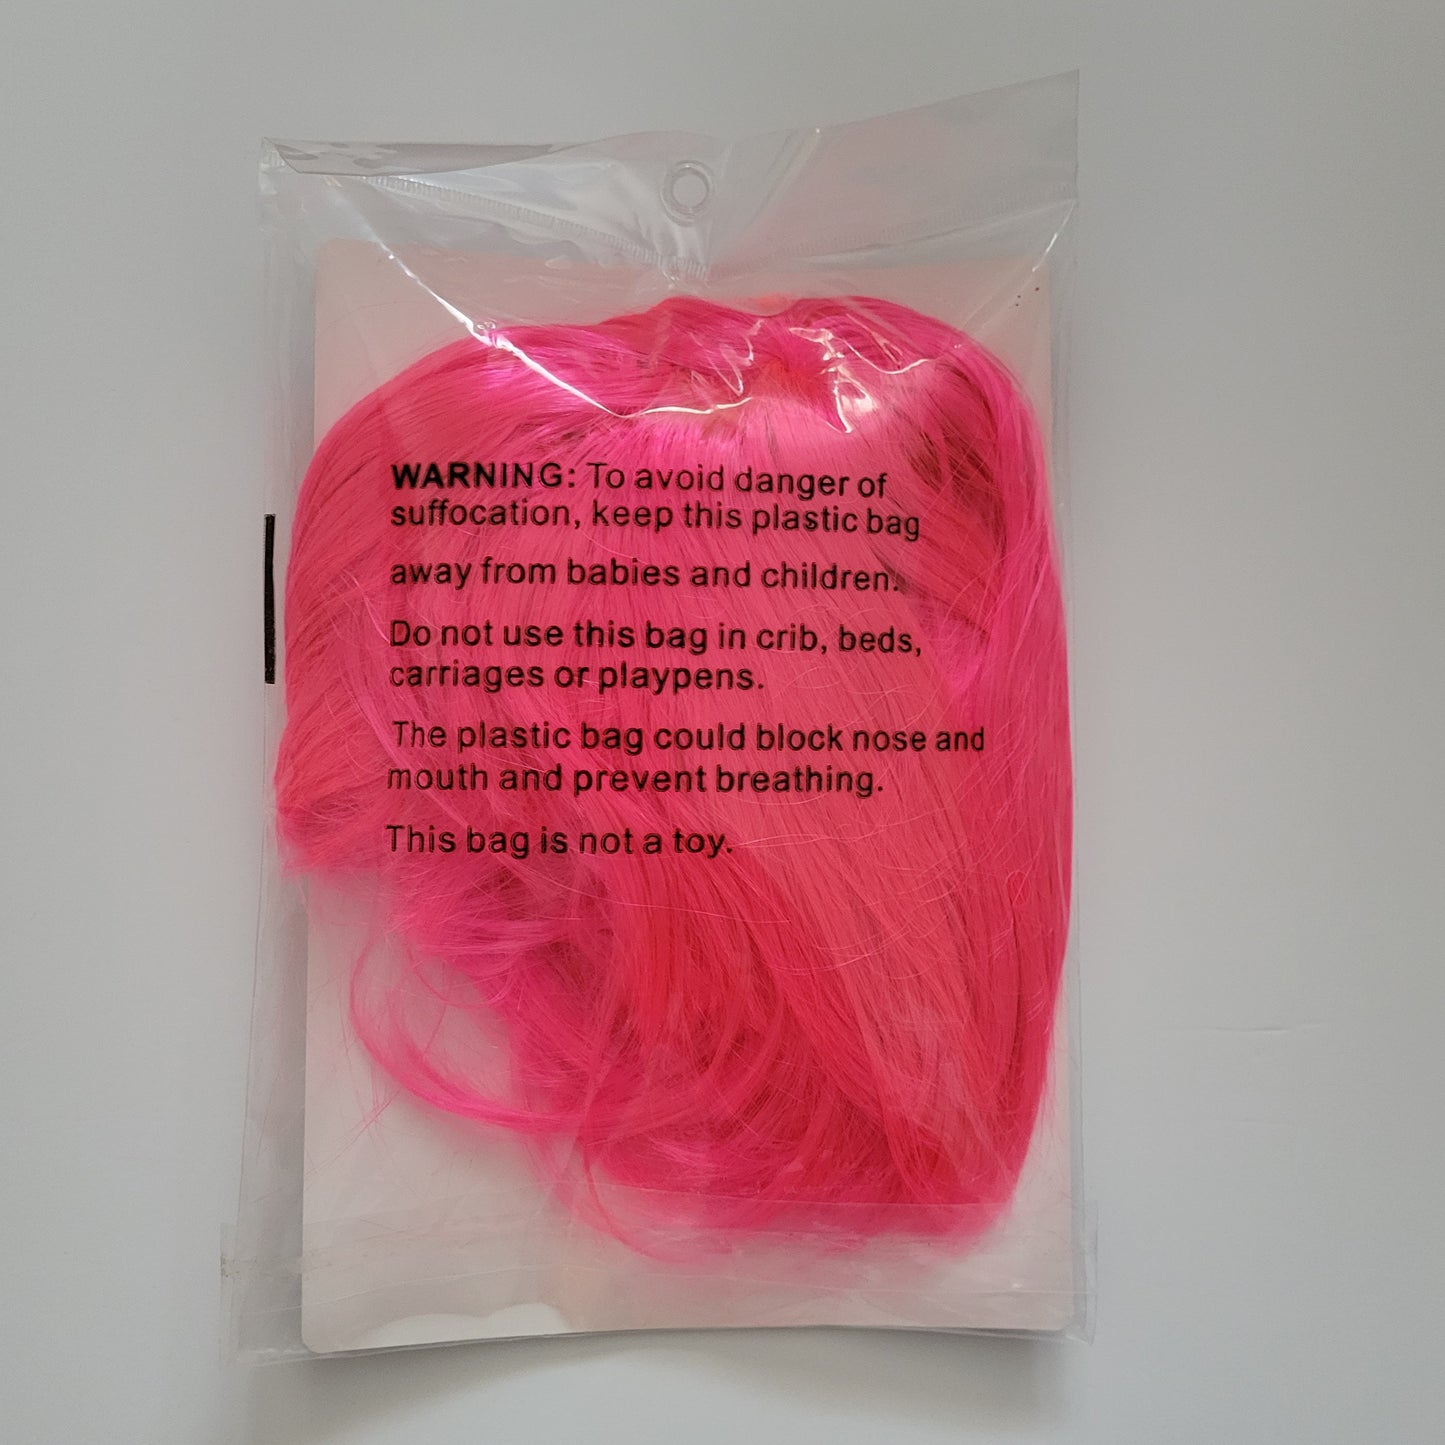 WARNING: To avoid danger of
suffocation, keep this plastic bag
away from babies and children.
Do not use this bag in crib, beds,
carriages or playpens.
The plastic bag could block nose and
mouth and prevent breathing.
This bag is not a toy.